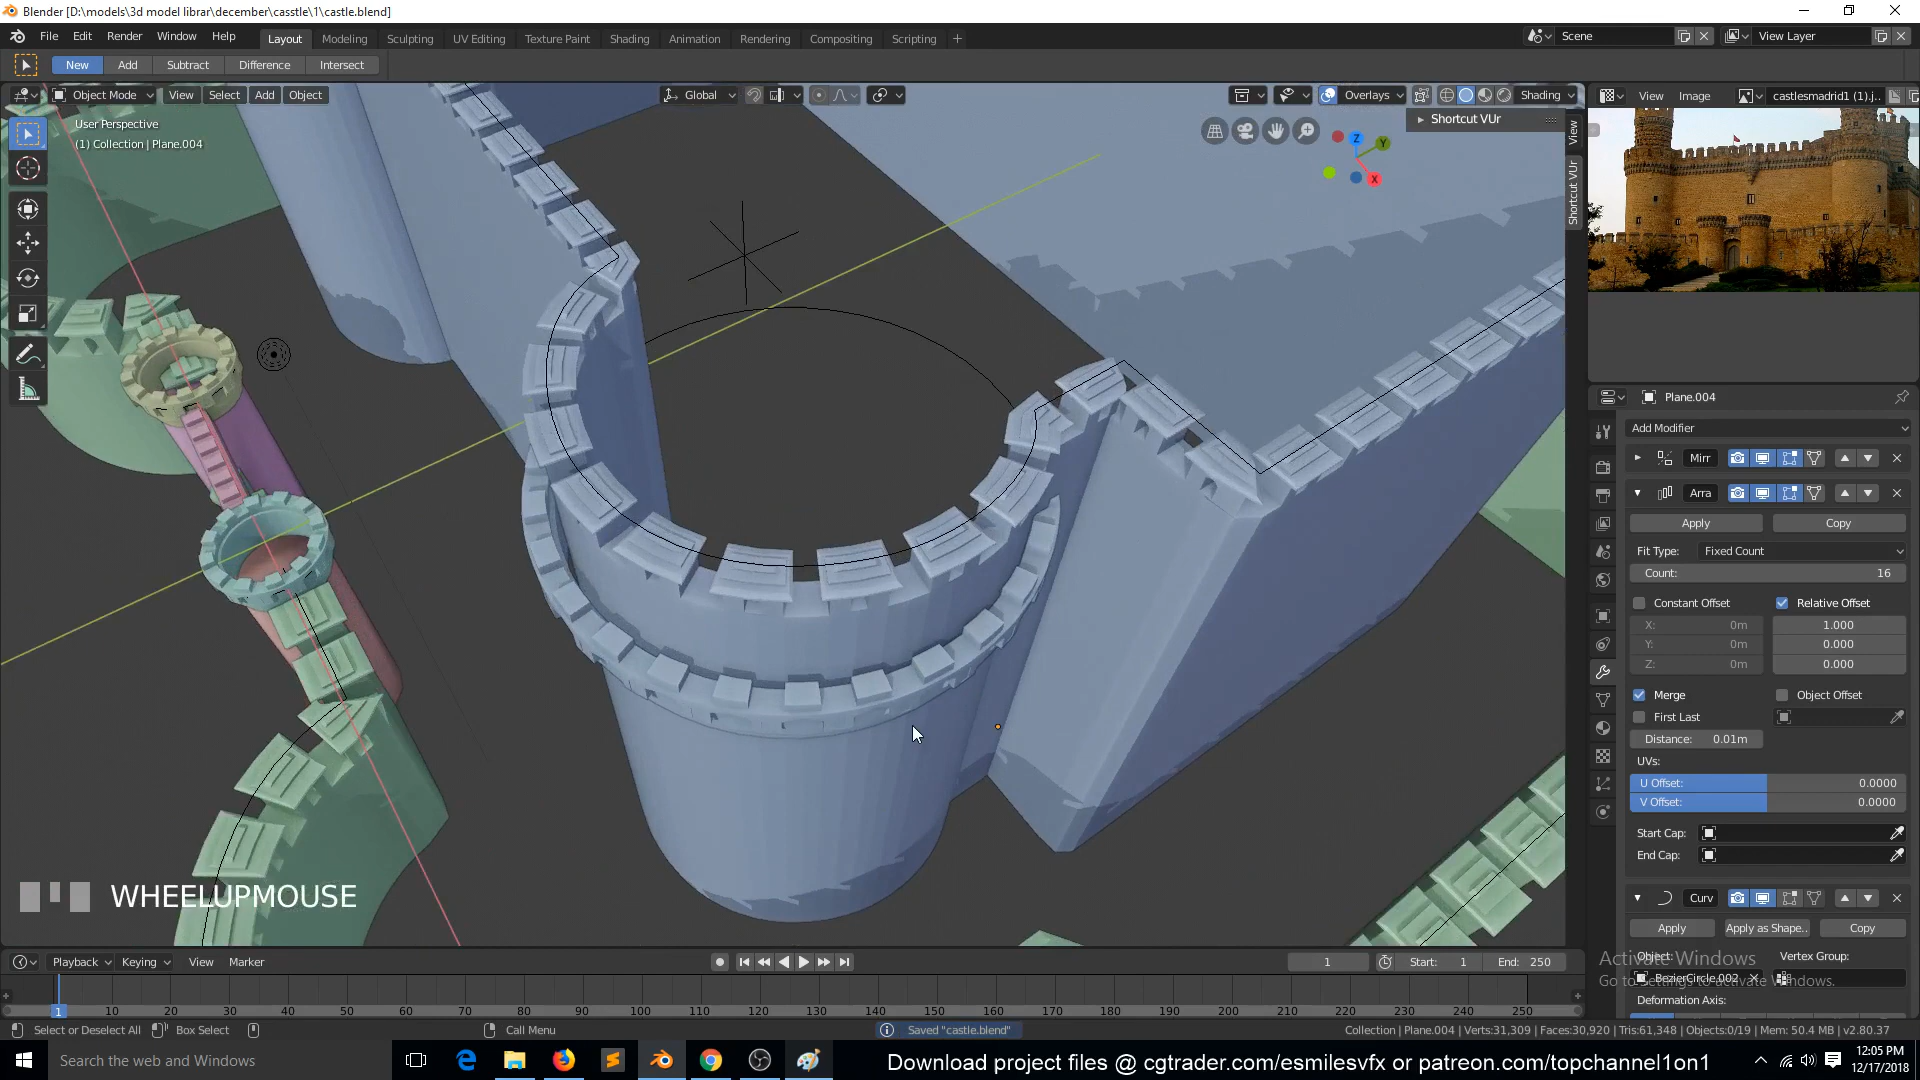 Blender [D:\models\3d model librar\december\casstle\1\castle.blend]
File Edit Render Window Help
Layout Modeling Sculpting UV Editing Texture Paint Shading Animation Rendering Compositing Scripting +
Scene View Layer
New Add Subtract Difference Intersect
Object Mode View Select Add Object Global Overlays Shading
View Image castlesmadrid1 (1).j..
User Perspective
(1) Collection | Plane.004
Shortcut VUr
Z Y X
View
Shortcut VUr
Plane.004
Add Modifier
Mirr
Arra
Apply Copy
Fit Type: Fixed Count
Count: 16
Constant Offset Relative Offset
X: 0m 1.000
Y: 0m 0.000
Z: 0m 0.000
Merge Object Offset
First Last
Distance: 0.01m
UVs:
U Offset: 0.0000
V Offset: 0.0000
Start Cap:
End Cap:
Curv
Apply Apply as Shape.. Copy
Object: Vertex Group:
BezierCircle.002
Deformation Axis:
Activate Windows
Go to Settings to activate Windows.
WHEELUPMOUSE
Playback Keying View Marker 1 Start: 1 End: 250
1 10 20 30 40 50 60 70 80 90 100 110 120 130 140 150 160 170 180 190 200 210 220 230 240 250
Select or Deselect All Box Select Call Menu Saved "castle.blend" Collection | Plane.004 | Verts:31,309 | Faces:30,920 | Tris:61,348 | Objects:0/19 | Mem: 50.4 MB | v2.80.37
Search the web and Windows
Download project files @ cgtrader.com/esmilesvfx or patreon.com/topchannel1on1
12:05 PM
12/17/2018